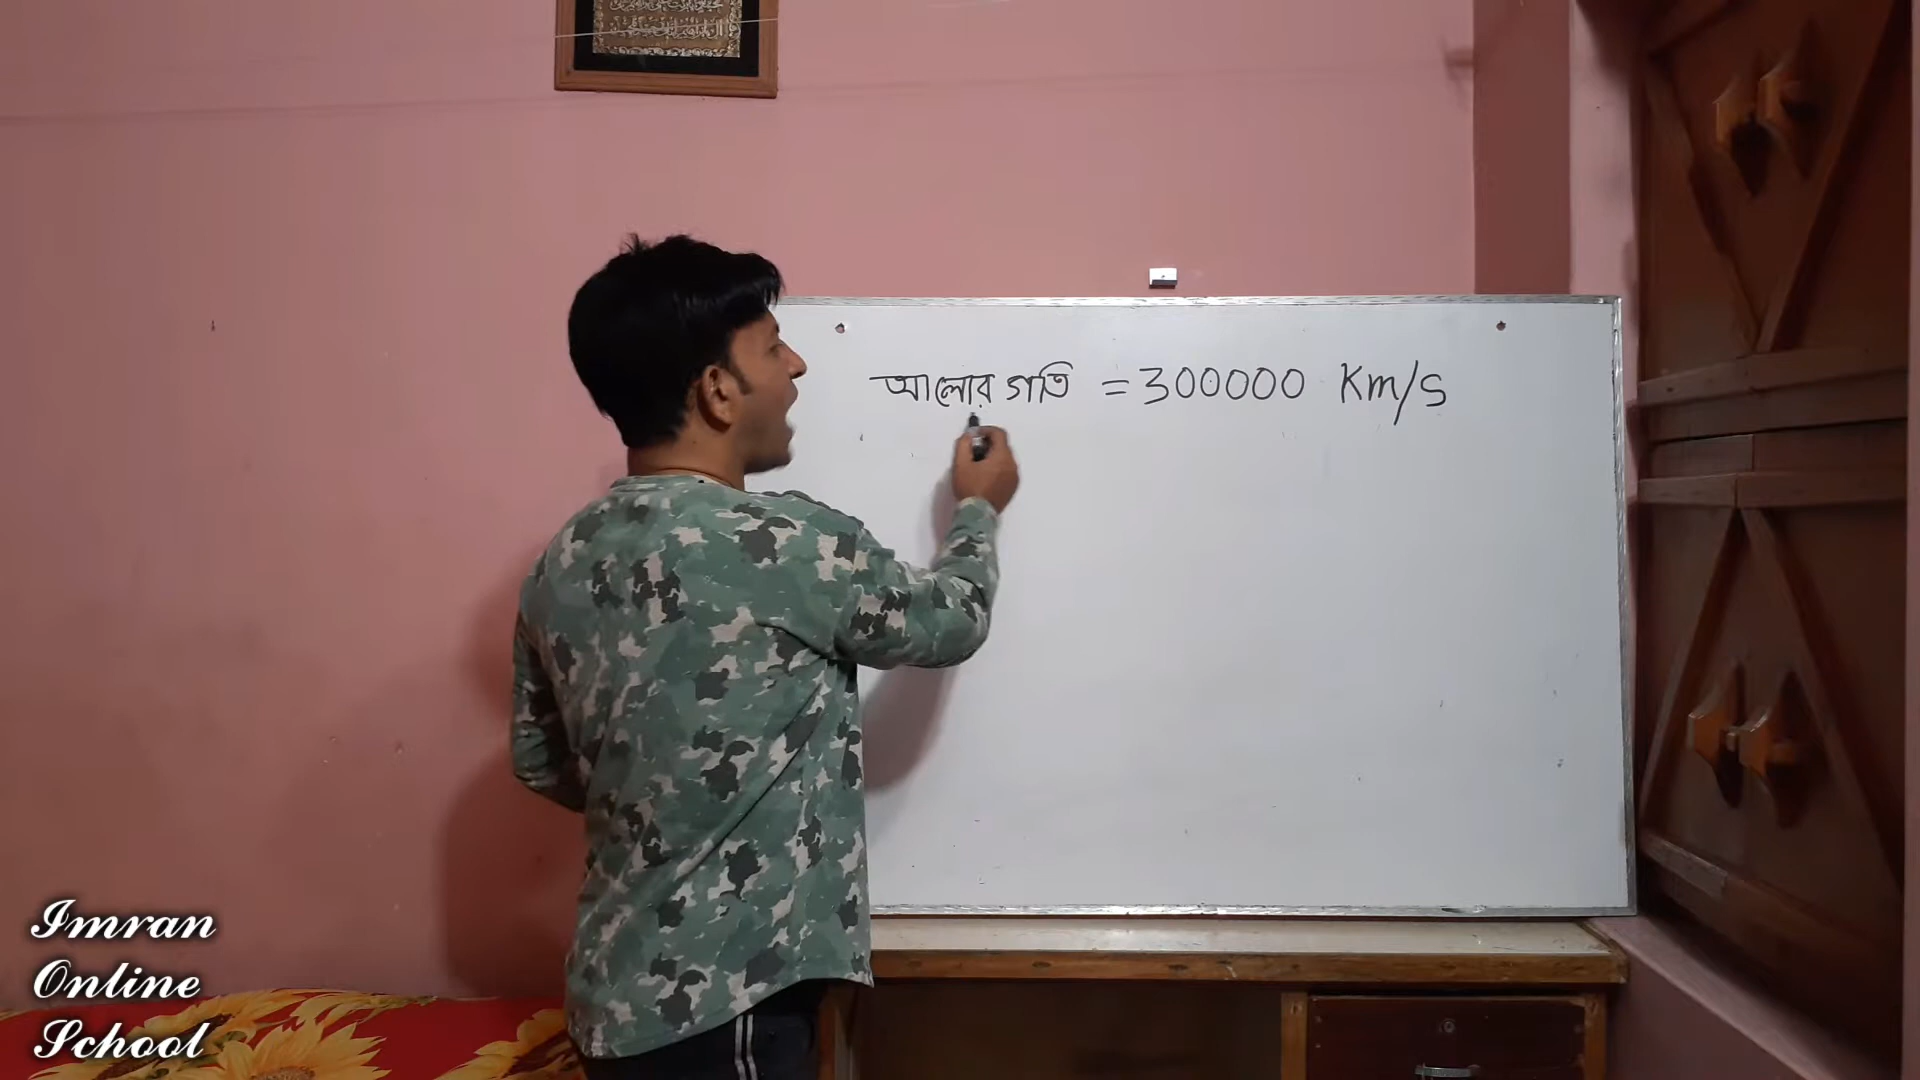 আলোর গতি = 300000 Km/s
Imran
Online
School